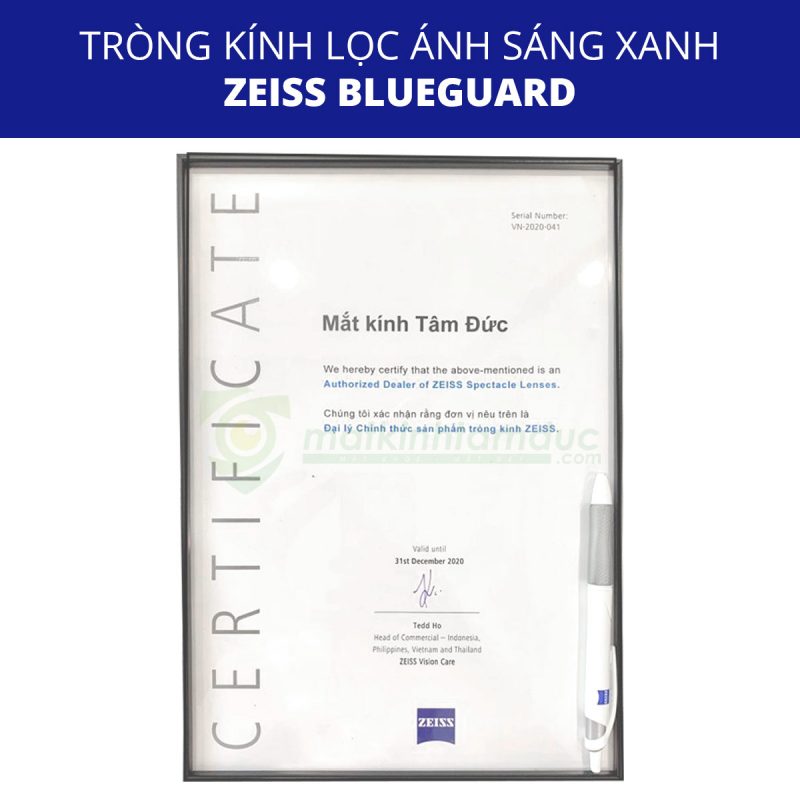 TRÒNG KÍNH LỌC ÁNH SÁNG XANH
ZEISS BLUEGUARD
CERTIFICATE
Serial Number:
VN-2020-041
Mắt kính Tâm Đức
We hereby certify that the above-mentioned is an
Authorized Dealer of ZEISS Spectacle Lenses.
Chúng tôi xác nhận rằng đơn vị nêu trên là
Đại lý Chính thức sản phẩm tròng kính ZEISS.
matkinhtamduc
.com
Valid until
31st December 2020
Tedd Ho
Head of Commercial – Indonesia,
Philippines, Vietnam and Thailand
ZEISS Vision Care
ZEISS
ZEISS